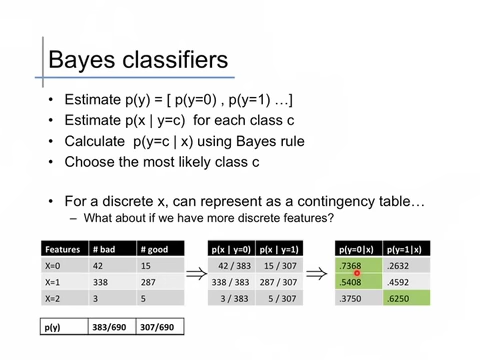 Bayes classifiers
• Estimate p(y) = [ p(y=0) , p(y=1) …]
• Estimate p(x | y=c) for each class c
• Calculate p(y=c | x) using Bayes rule
• Choose the most likely class c
• For a discrete x, can represent as a contingency table…
– What about if we have more discrete features?
Features # bad # good
X=0 42 15
X=1 338 287
X=2 3 5
p(y) 383/690 307/690
p(x | y=0) p(x | y=1)
42 / 383 15 / 307
338 / 383 287 / 307
3 / 383 5 / 307
p(y=0|x) p(y=1|x)
.7368 .2632
.5408 .4592
.3750 .6250